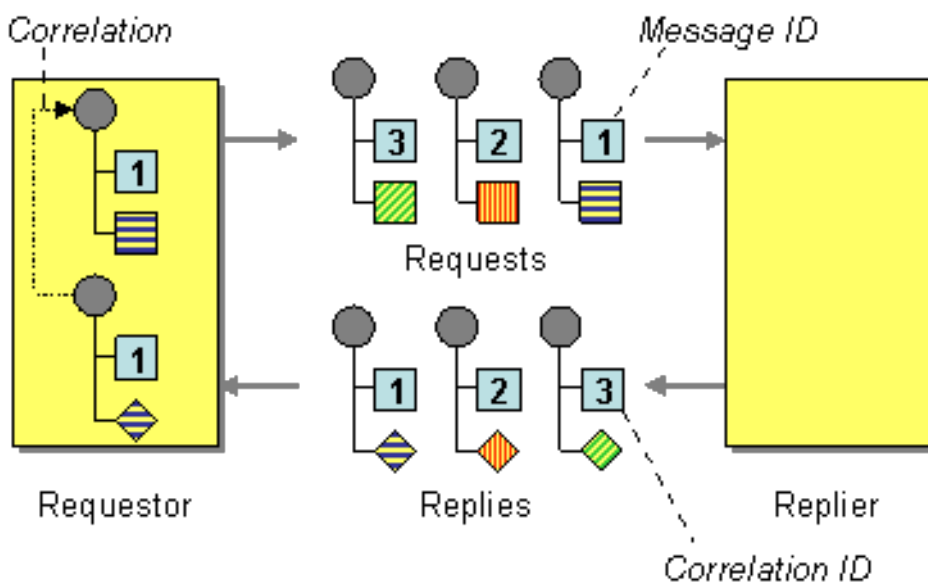 Correlation
Message ID
3 2 1
1
Requests
1
1 2 3
Requestor
Replies
Replier
Correlation ID